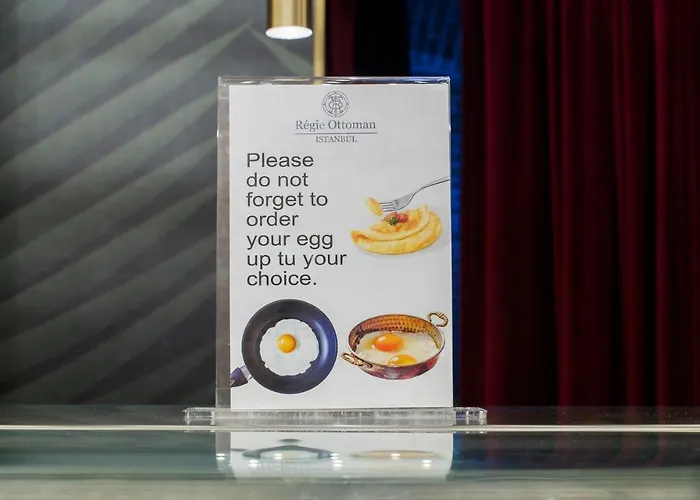 Régie Ottoman
ISTANBUL
Please
do not
forget to
order
your egg
up tu your
choice.